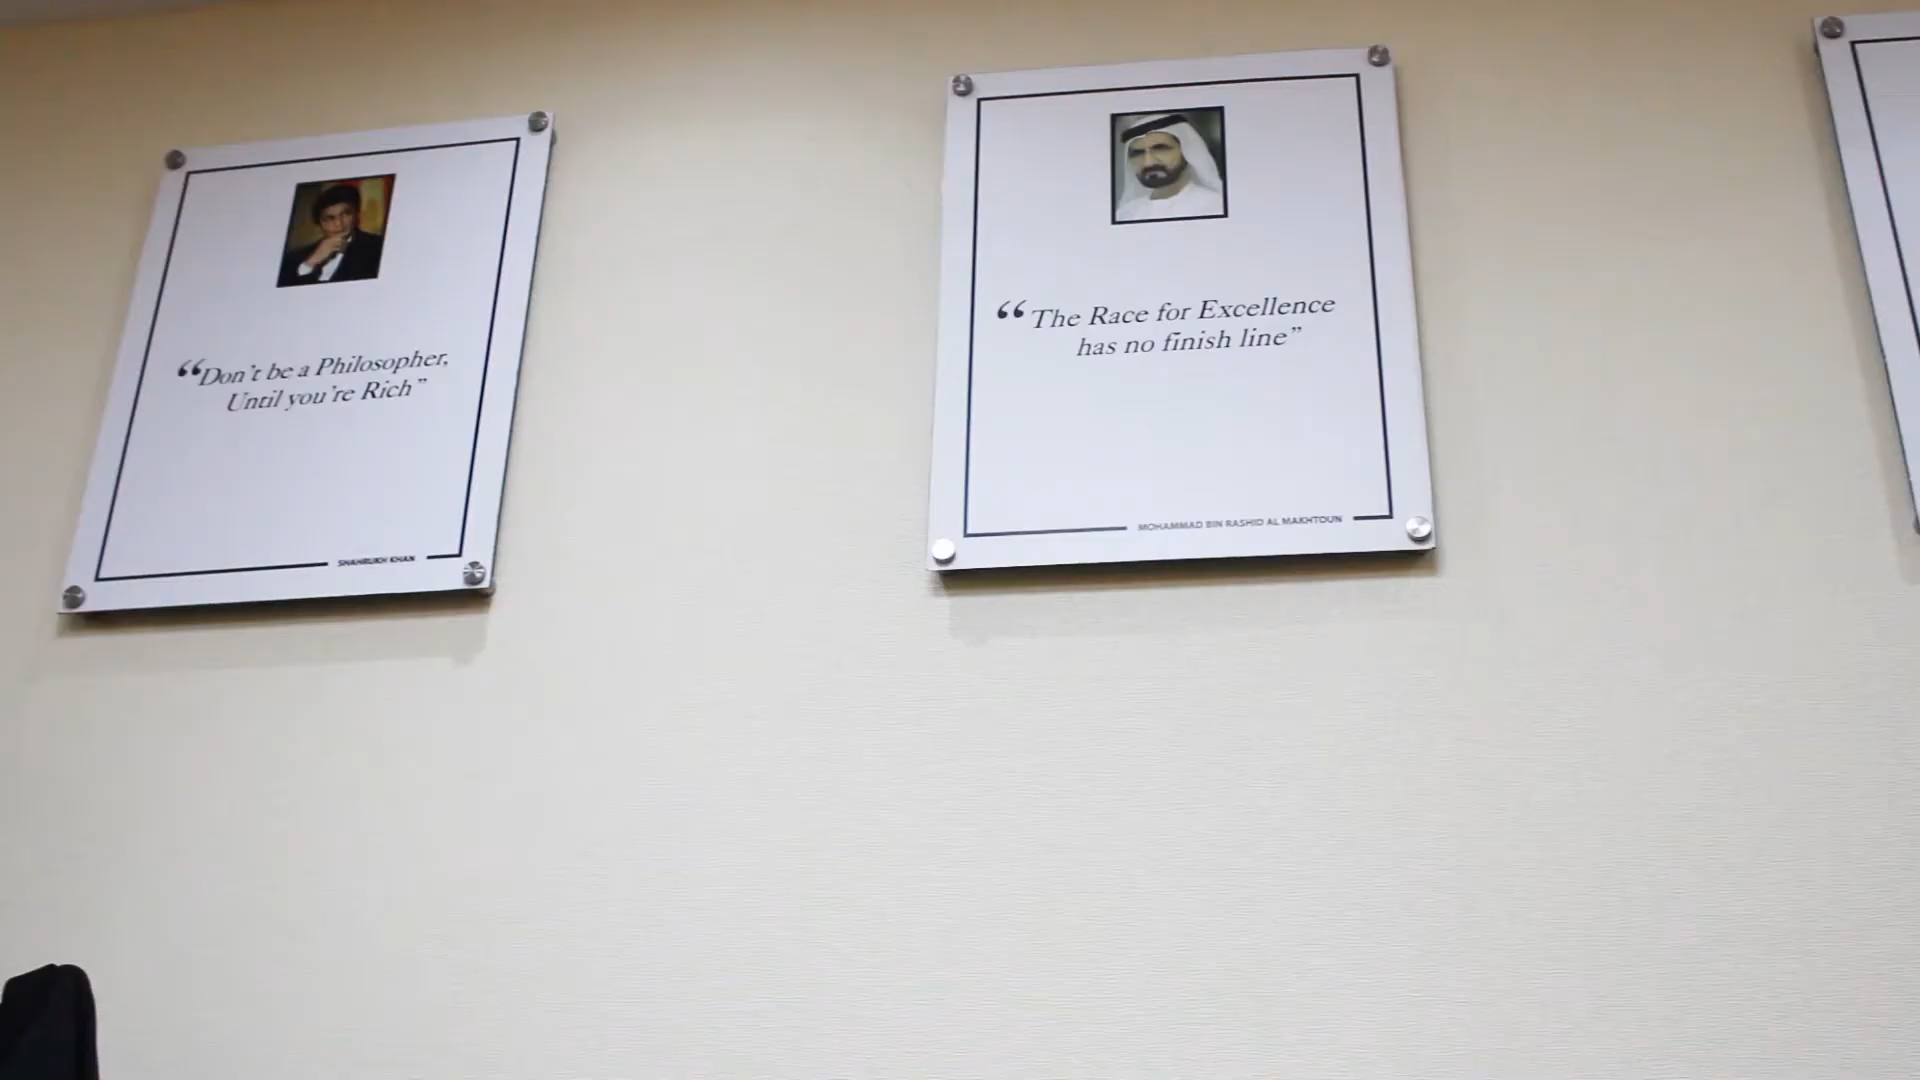 “Don’t be a Philosopher,
Until you’re Rich”
SHAHRUKH KHAN
“The Race for Excellence
has no finish line”
MOHAMMAD BIN RASHID AL MAKHTOUN